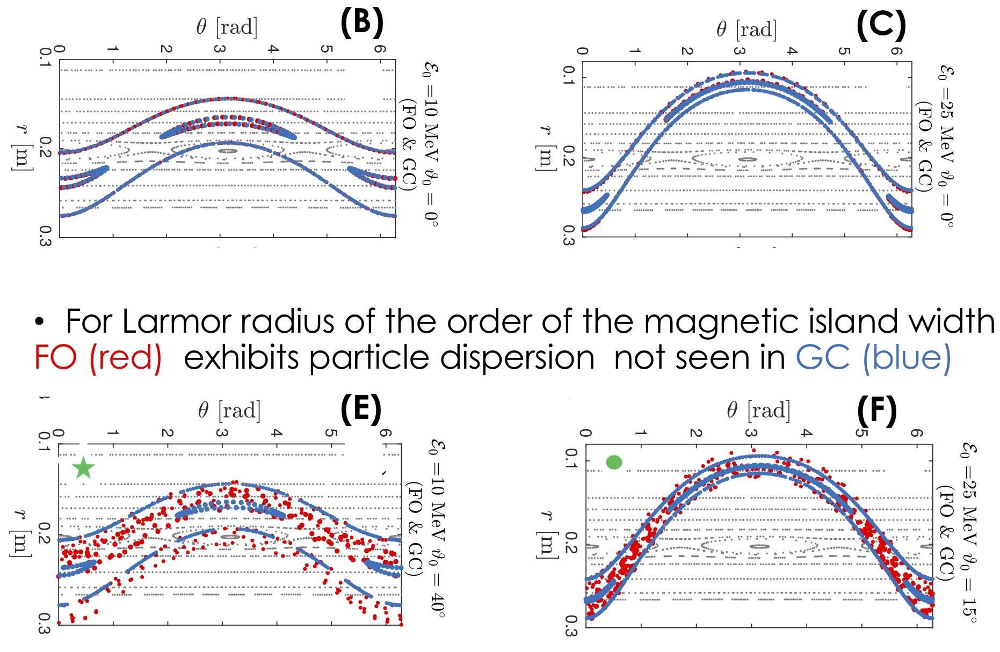 (B)
θ [rad]
0 1 2 3 4 5 6
0.1
0.2
0.3
r [m]
ℰ₀ =10 MeV ϑ₀ = 0°
(FO & GC)
(C)
θ [rad]
0 1 2 3 4 5 6
0.1
0.2
0.3
r [m]
ℰ₀ =25 MeV ϑ₀ = 0°
(FO & GC)
• For Larmor radius of the order of the magnetic island width
FO (red) exhibits particle dispersion not seen in GC (blue)
(E)
θ [rad]
0 1 2 3 4 5 6
0.1
0.2
0.3
r [m]
ℰ₀ =10 MeV ϑ₀ = 40°
(FO & GC)
(F)
θ [rad]
0 1 2 3 4 5 6
0.1
0.2
0.3
r [m]
ℰ₀ =25 MeV ϑ₀ = 15°
(FO & GC)